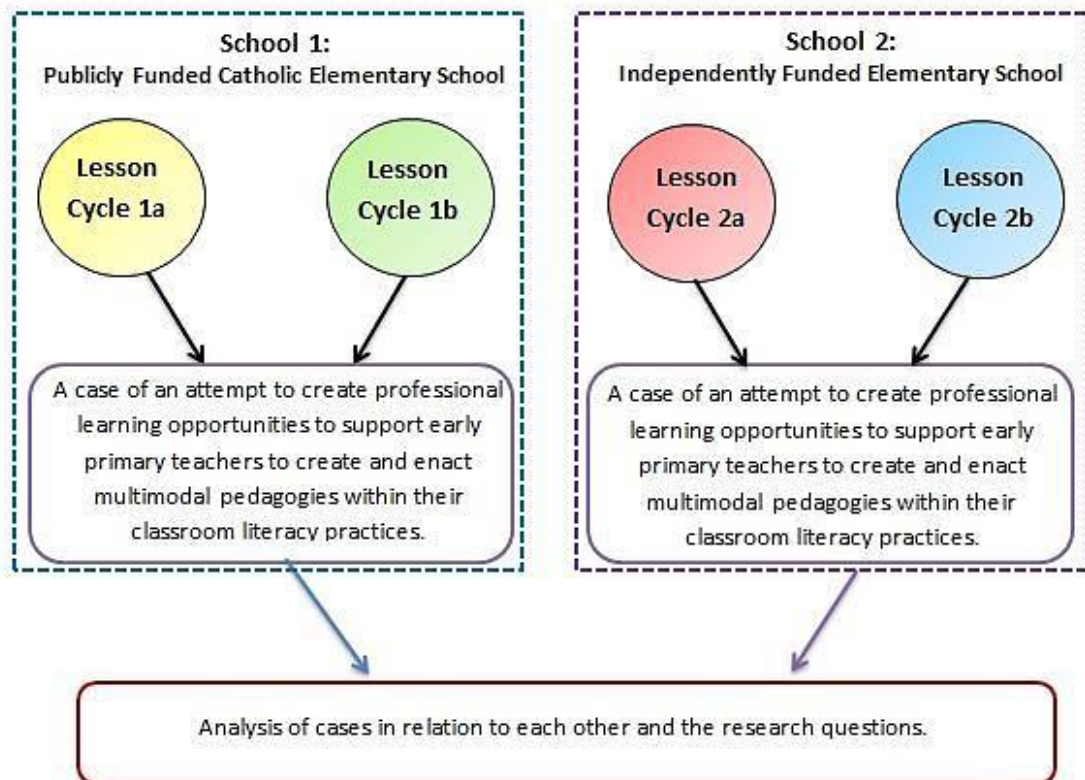 School 1:
Publicly Funded Catholic Elementary School
Lesson
Cycle 1a
Lesson
Cycle 1b
A case of an attempt to create professional
learning opportunities to support early
primary teachers to create and enact
multimodal pedagogies within their
classroom literacy practices.
School 2:
Independently Funded Elementary School
Lesson
Cycle 2a
Lesson
Cycle 2b
A case of an attempt to create professional
learning opportunities to support early
primary teachers to create and enact
multimodal pedagogies within their
classroom literacy practices.
Analysis of cases in relation to each other and the research questions.